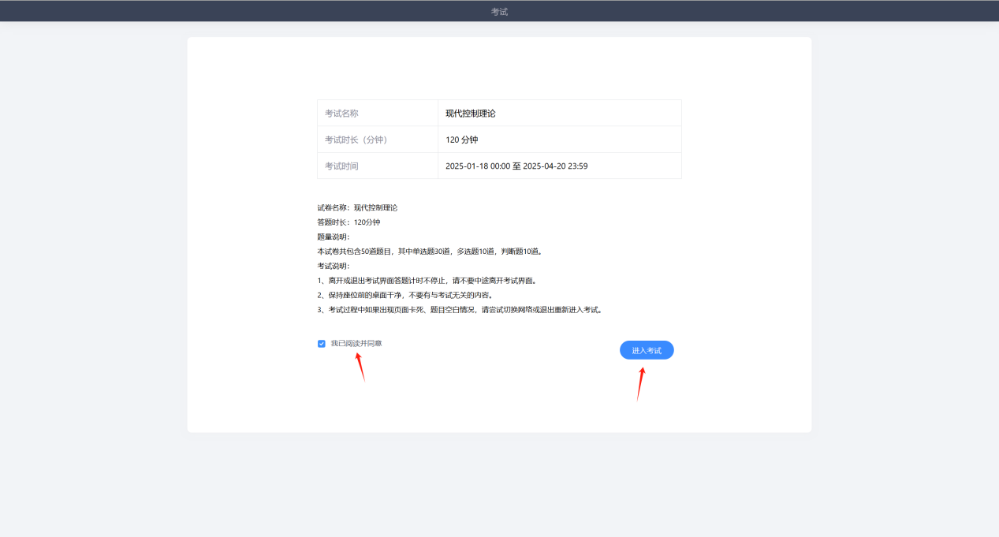 考试
考试名称 现代控制理论
考试时长（分钟） 120 分钟
考试时间 2025-01-18 00:00 至 2025-04-20 23:59
试卷名称：现代控制理论
答题时长：120分钟
题量说明：
本试卷共包含50道题目，其中单选题30道，多选题10道，判断题10道。
考试说明：
1、离开或退出考试界面答题计时不停止，请不要中途离开考试界面。
2、保持座位前的桌面干净，不要有与考试无关的内容。
3、考试过程中如果出现页面卡死、题目空白情况，请尝试切换网络或退出重新进入考试。
我已阅读并同意
进入考试